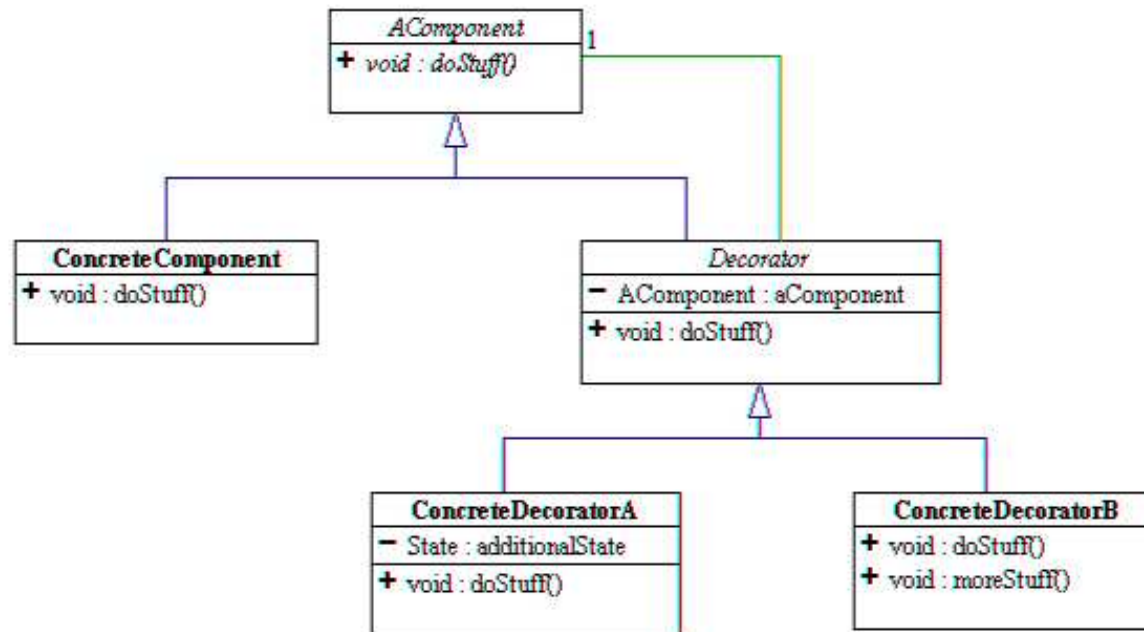 AComponent
+ void : doStuff()
1
ConcreteComponent
+ void : doStuff()
Decorator
- AComponent : aComponent
+ void : doStuff()
ConcreteDecoratorA
- State : additionalState
+ void : doStuff()
ConcreteDecoratorB
+ void : doStuff()
+ void : moreStuff()